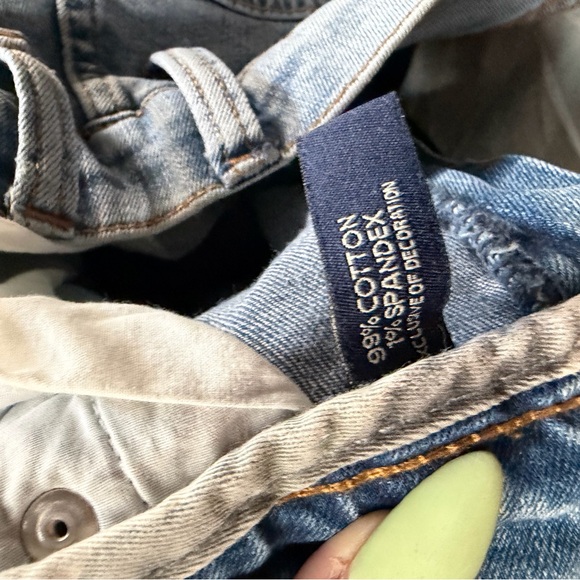 99% COTTON
1% SPANDEX
EXCLUSIVE OF DECORATION